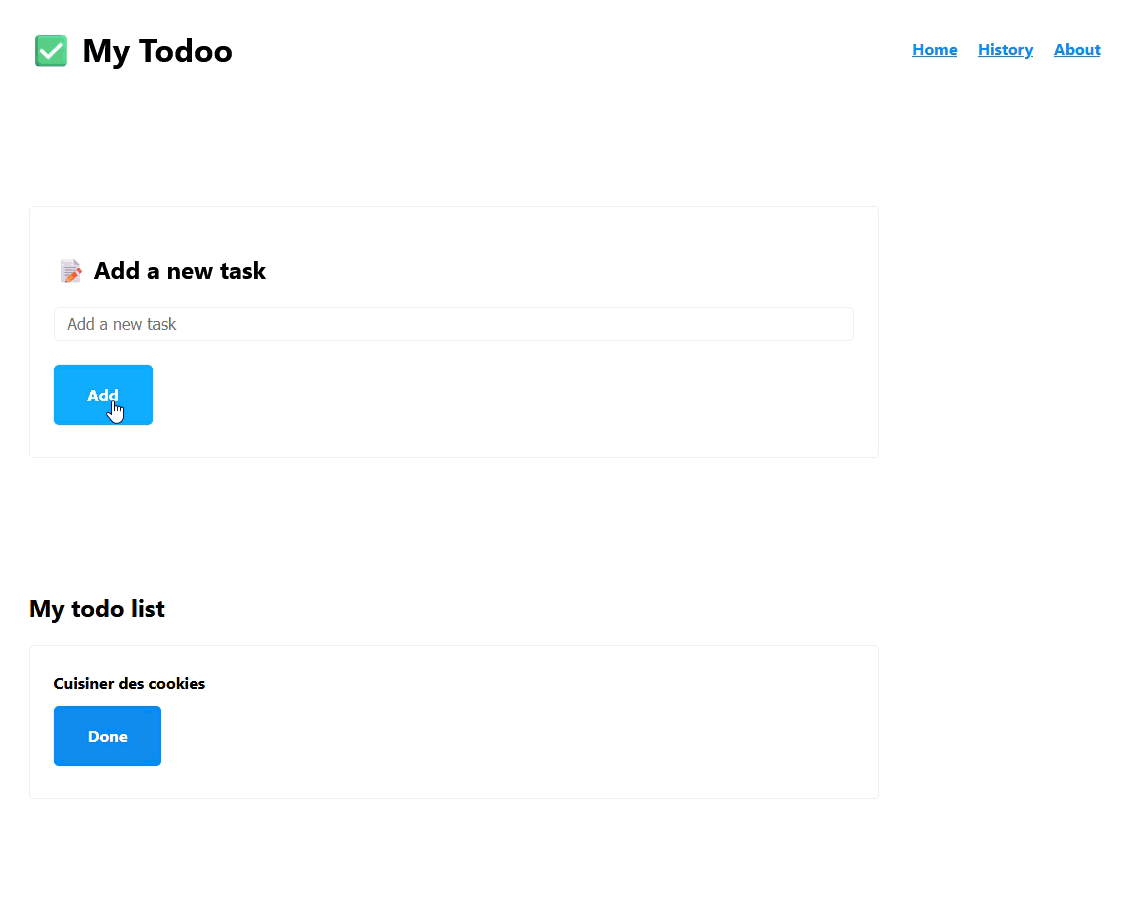 ✅ My Todoo
Home History About
📝 Add a new task
Add a new task
Add
My todo list
Cuisiner des cookies
Done